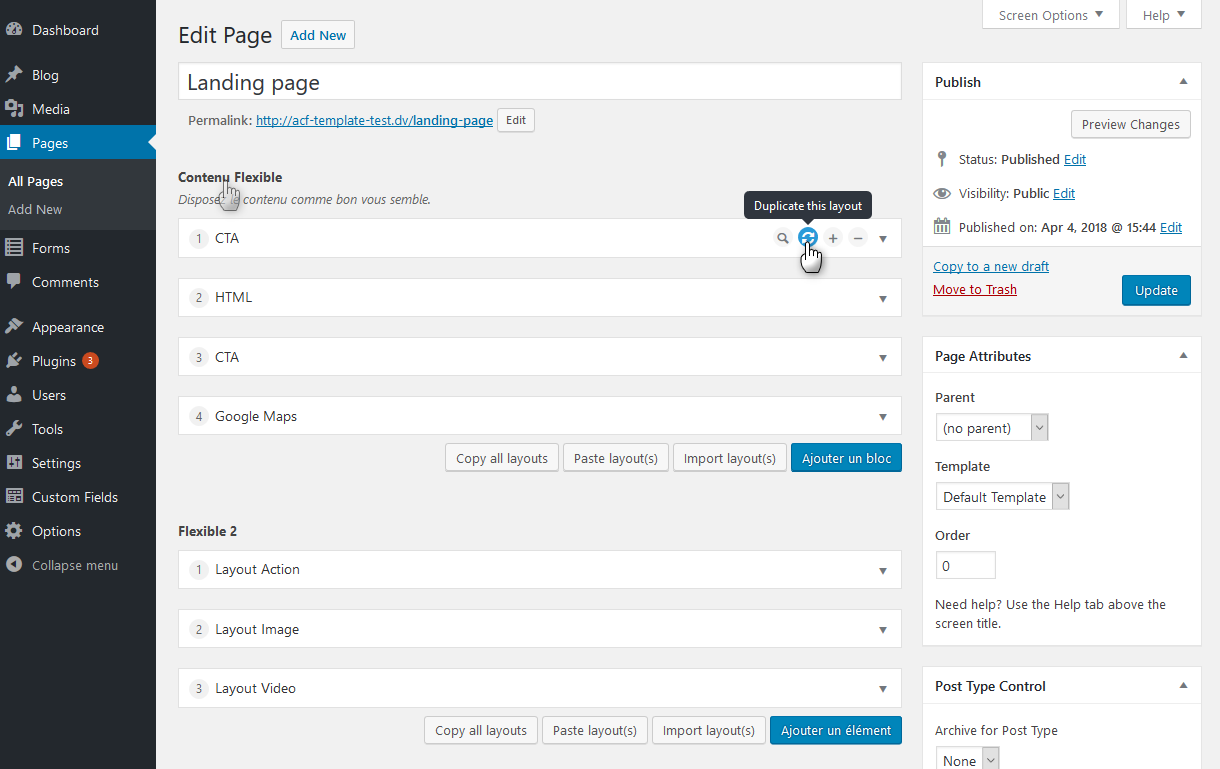 Screen Options ▼
Help ▼
Dashboard
Blog
Media
Pages
All Pages
Add New
Forms
Comments
Appearance
Plugins 3
Users
Tools
Settings
Custom Fields
Options
Collapse menu
Edit Page Add New
Landing page
Permalink: http://acf-template-test.dv/landing-page Edit
Contenu Flexible
contenu comme bon vous semble.
Duplicate this layout
1 CTA
2 HTML
3 CTA
4 Google Maps
Copy all layouts Paste layout(s) Import layout(s) Ajouter un bloc
Flexible 2
1 Layout Action
2 Layout Image
3 Layout Video
Copy all layouts Paste layout(s) Import layout(s) Ajouter un élément
Publish
Preview Changes
Status: Published Edit
Visibility: Public Edit
Published on: Apr 4, 2018 @ 15:44 Edit
Copy to a new draft
Move to Trash
Update
Page Attributes
Parent
(no parent)
Template
Default Template
Order
0
Need help? Use the Help tab above the
screen title.
Post Type Control
Archive for Post Type
None